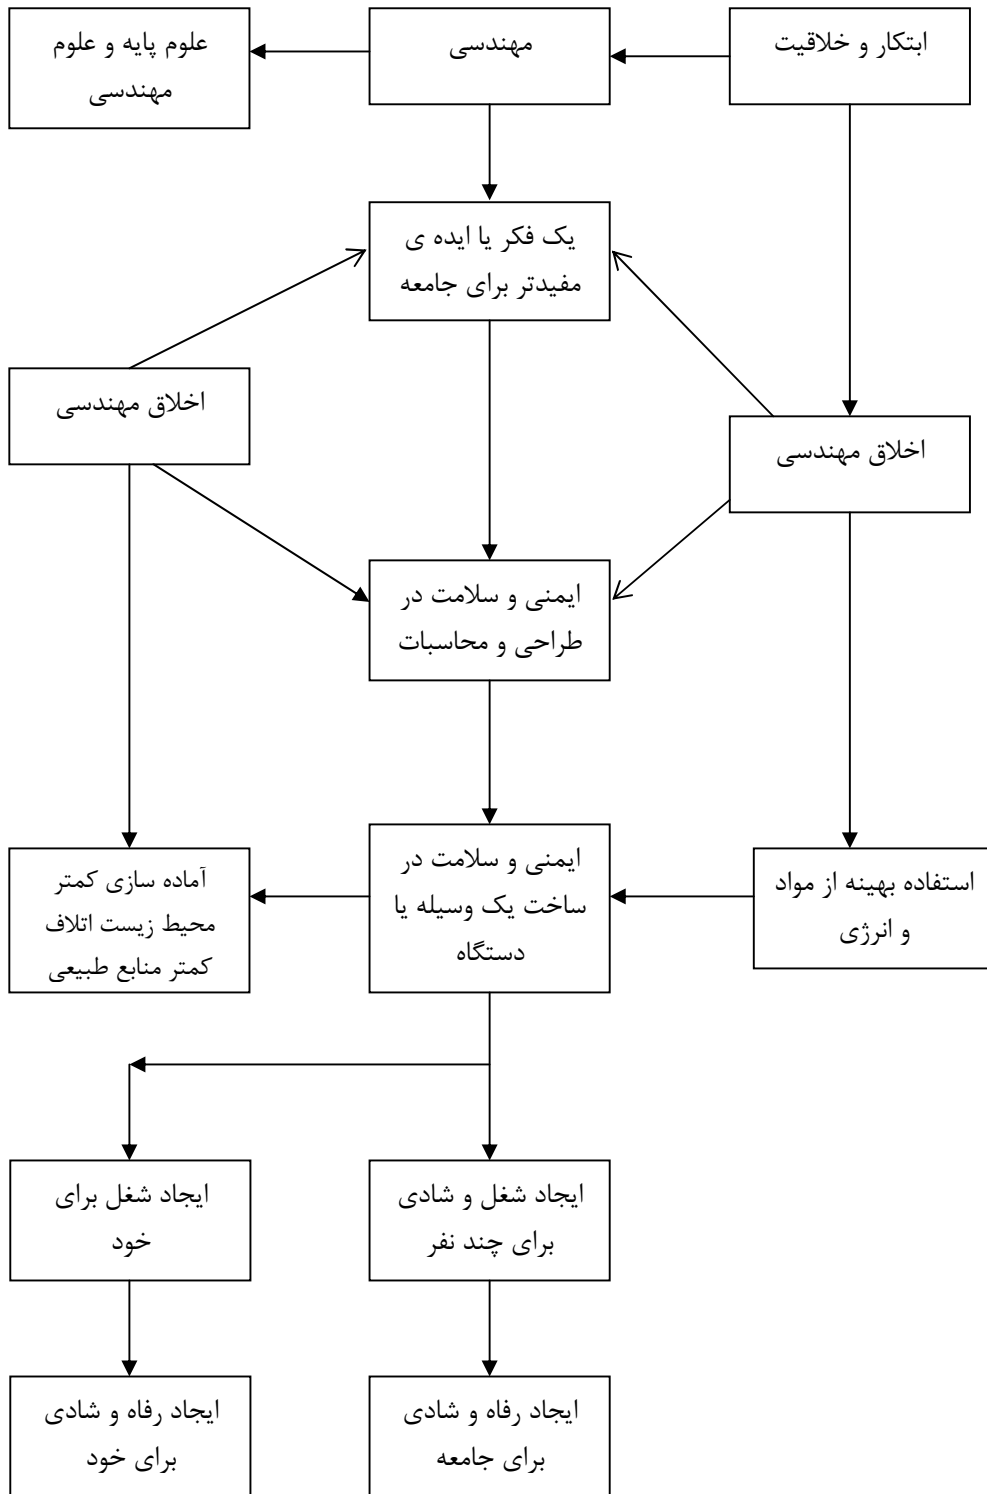 ابتکار و خلاقیت
مهندسی
علوم پایه و علوم
مهندسی
یک فکر یا ایده ی
مفیدتر برای جامعه
اخلاق مهندسی
اخلاق مهندسی
ایمنی و سلامت در
طراحی و محاسبات
استفاده بهینه از مواد
و انرژی
ایمنی و سلامت در
ساخت یک وسیله یا
دستگاه
آماده سازی کمتر
محیط زیست اتلاف
کمتر منابع طبیعی
ایجاد شغل و شادی
برای چند نفر
ایجاد شغل برای
خود
ایجاد رفاه و شادی
برای جامعه
ایجاد رفاه و شادی
برای خود